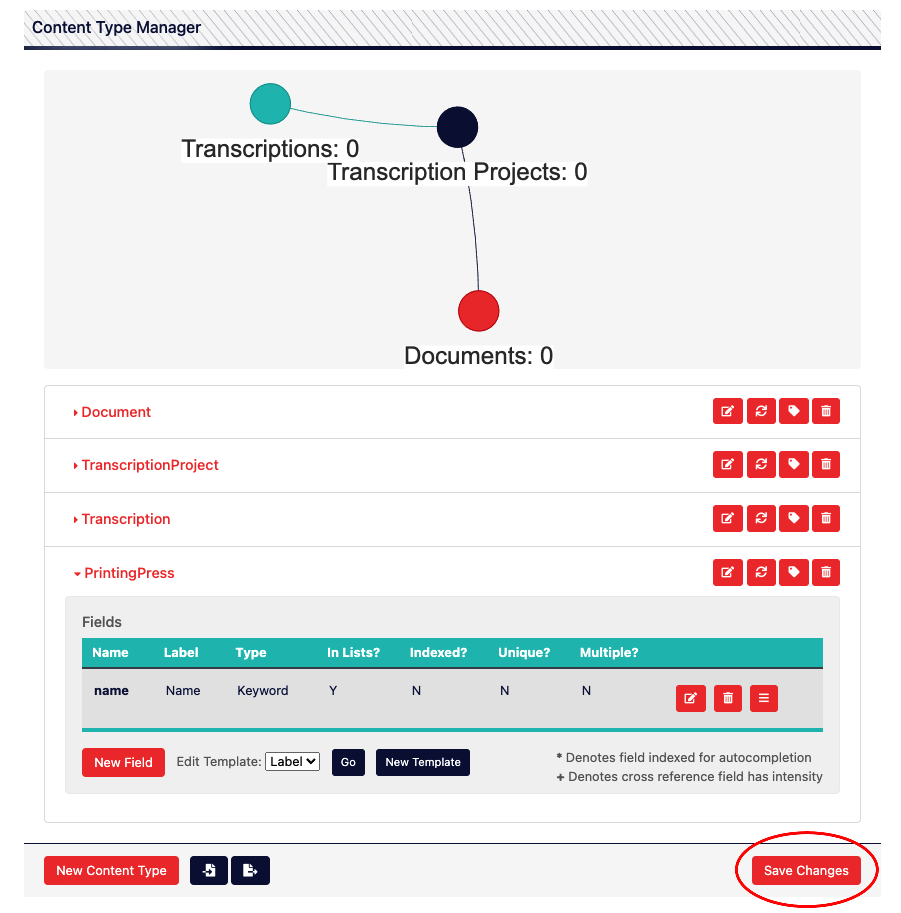 Content Type Manager
Transcriptions: 0
Transcription Projects: 0
Documents: 0
Document
TranscriptionProject
Transcription
PrintingPress
Fields
Name Label Type In Lists? Indexed? Unique? Multiple?
name Name Keyword Y N N N
New Field Edit Template: Label Go New Template * Denotes field indexed for autocompletion
+ Denotes cross reference field has intensity
New Content Type Save Changes